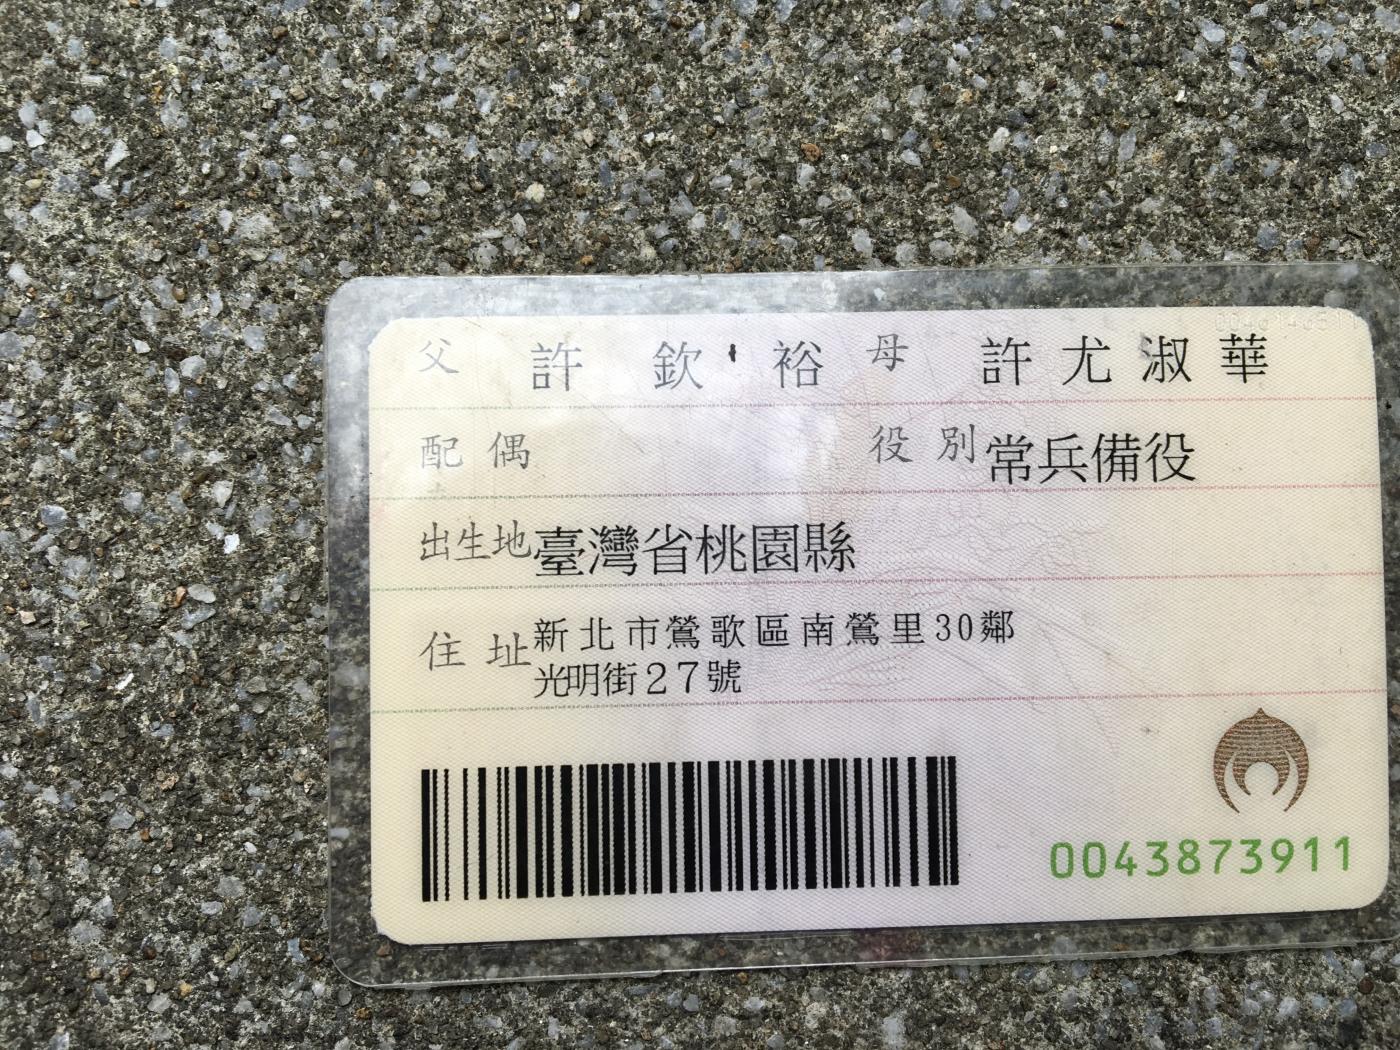 父 許欽裕 母 許尤淑華
配偶 役別 常兵備役
出生地 臺灣省桃園縣
住址 新北市鶯歌區南鶯里30鄰
光明街27號
0043873911